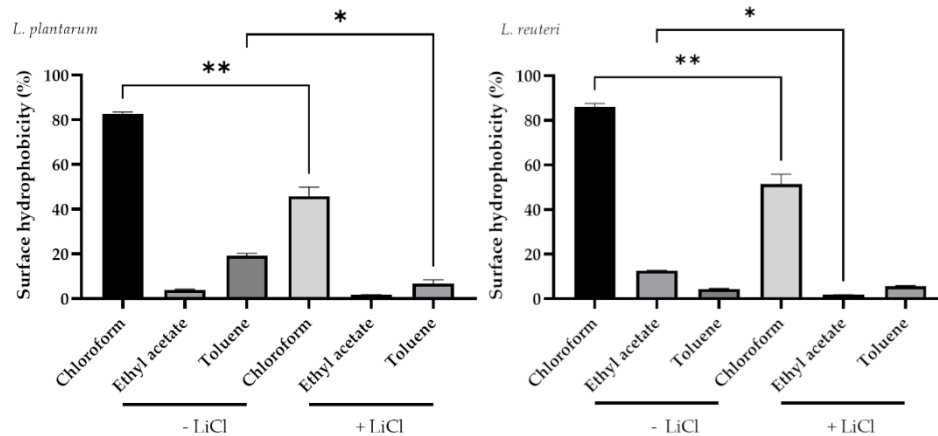 L. plantarum
Surface hydrophobicity (%)
100
80
60
40
20
0
**
*
Chloroform
Ethyl acetate
Toluene
Chloroform
Ethyl acetate
Toluene
- LiCl
+ LiCl
L. reuteri
Surface hydrophobicity (%)
100
80
60
40
20
0
**
*
Chloroform
Ethyl acetate
Toluene
Chloroform
Ethyl acetate
Toluene
- LiCl
+ LiCl